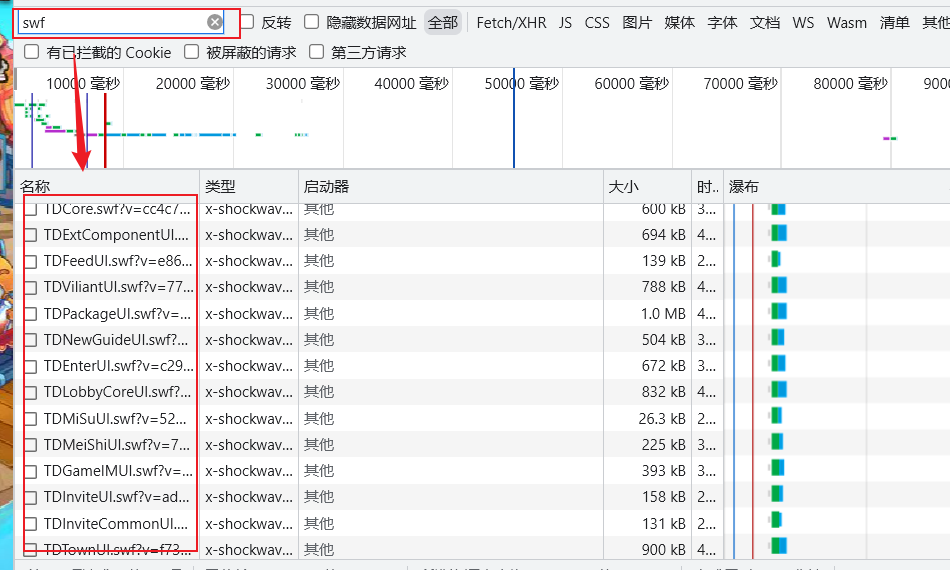 swf 反转 隐藏数据网址 全部 Fetch/XHR JS CSS 图片 媒体 字体 文档 WS Wasm 清单 其他
有已拦截的 Cookie 被屏蔽的请求 第三方请求
10000 毫秒 20000 毫秒 30000 毫秒 40000 毫秒 50000 毫秒 60000 毫秒 70000 毫秒 80000 毫秒 9000
名称 类型 启动器 大小 时.. 瀑布
TDCore.swf?v=cc4c7... x-shockwav... 其他 600 kB 3...
TDExtComponentUI.... x-shockwav... 其他 694 kB 4...
TDFeedUI.swf?v=e86... x-shockwav... 其他 139 kB 2...
TDViliantUI.swf?v=77... x-shockwav... 其他 788 kB 4...
TDPackageUI.swf?v=... x-shockwav... 其他 1.0 MB 4...
TDNewGuideUI.swf?... x-shockwav... 其他 504 kB 3...
TDEnterUI.swf?v=c29... x-shockwav... 其他 672 kB 3...
TDLobbyCoreUI.swf?... x-shockwav... 其他 832 kB 4...
TDMiSuUI.swf?v=52... x-shockwav... 其他 26.3 kB 2...
TDMeiShiUI.swf?v=7... x-shockwav... 其他 225 kB 3...
TDGameIMUI.swf?v=... x-shockwav... 其他 393 kB 3...
TDInviteUI.swf?v=ad... x-shockwav... 其他 158 kB 2...
TDInviteCommonUI.... x-shockwav... 其他 131 kB 2...
TDTownUI.swf?v=f73... x-shockwav... 其他 900 kB 4...